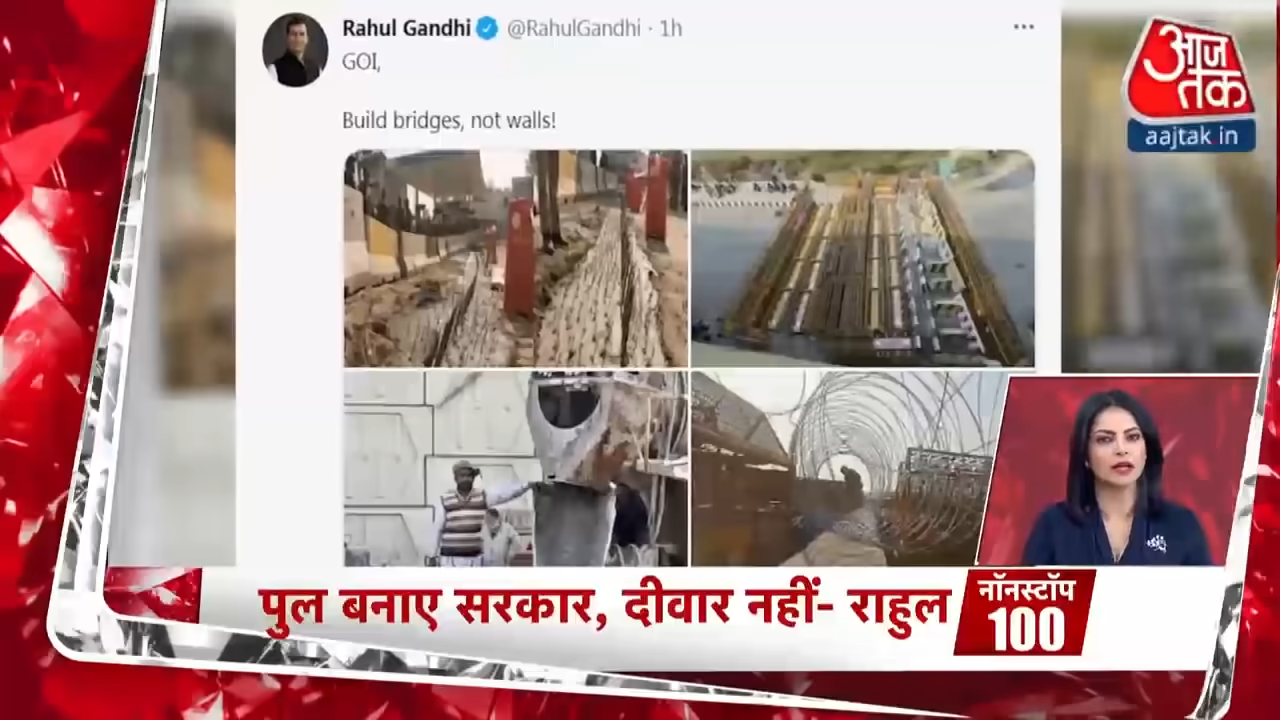 Rahul Gandhi @RahulGandhi · 1h
GOI,
Build bridges, not walls!
आज
तक
aajtak.in
पुल बनाए सरकार, दीवार नहीं- राहुल
नॉनस्टॉप
100